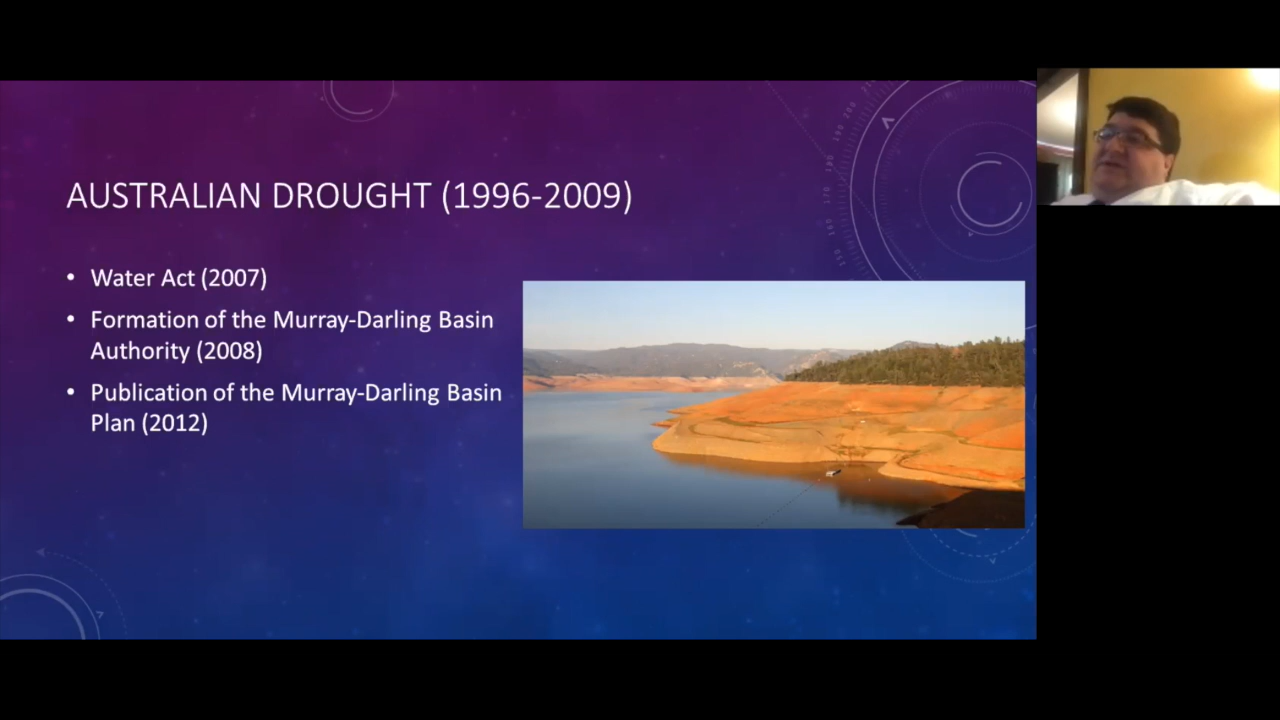 AUSTRALIAN DROUGHT (1996-2009)
• Water Act (2007)
• Formation of the Murray-Darling Basin
Authority (2008)
• Publication of the Murray-Darling Basin
Plan (2012)